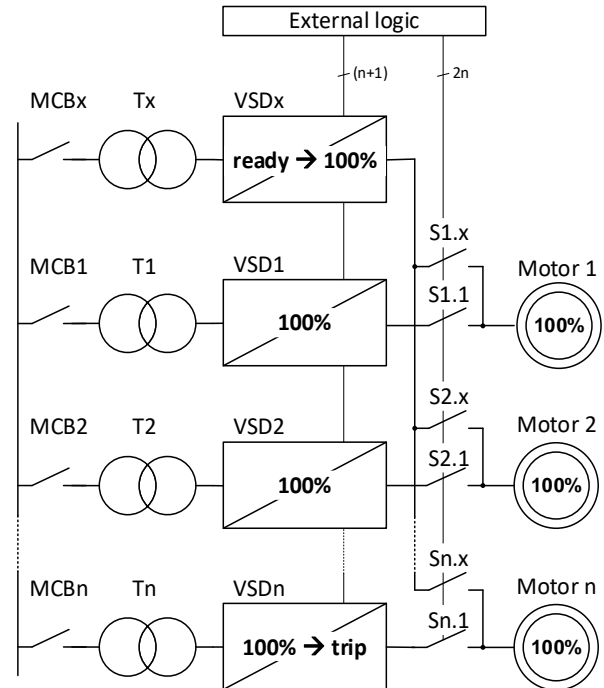 External logic
(n+1)
2n
MCBx
Tx
VSDx
ready → 100%
S1.x
MCB1
T1
VSD1
S1.1
Motor 1
100%
100%
S2.x
MCB2
T2
VSD2
S2.1
Motor 2
100%
100%
Sn.x
MCBn
Tn
VSDn
Sn.1
Motor n
100% → trip
100%